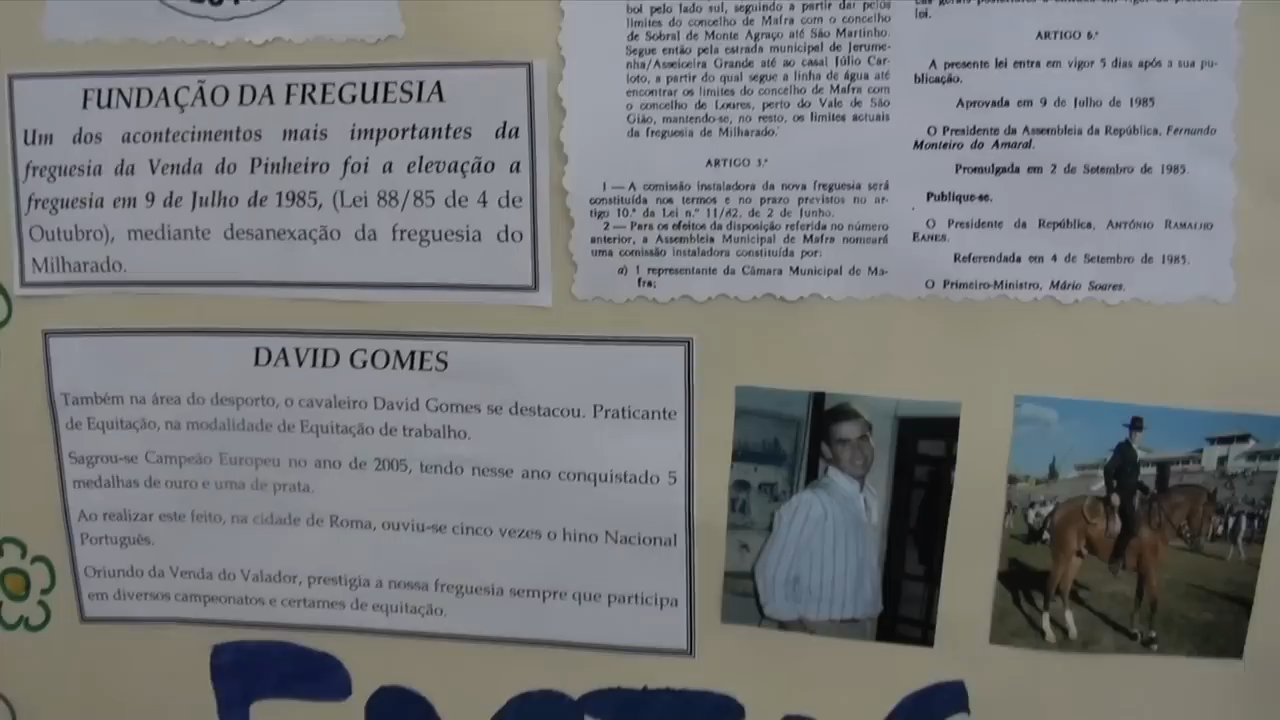 FUNDAÇÃO DA FREGUESIA
Um dos acontecimentos mais importantes da
freguesia da Venda do Pinheiro foi a elevação a
freguesia em 9 de Julho de 1985, (Lei 88/85 de 4 de
Outubro), mediante desanexação da freguesia do
Milharado.
bol pelo lado sul, seguindo a partir daí pelos
limites do concelho de Mafra com o concelho
de Sobral de Monte Agraço até São Martinho.
Segue então pela estrada municipal de Jerume-
nha/Asseiceira Grande até ao casal Júlio Car-
loto, a partir do qual segue a linha de água até
encontrar os limites do concelho de Mafra com
o concelho de Loures, perto do Vale de São
Gião, mantendo-se, no resto, os limites actuais
da freguesia de Milharado.
ARTIGO 3.º
1 — A comissão instaladora da nova freguesia será
constituída nos termos e no prazo previstos no ar-
tigo 10.º da Lei n.º 11/82, de 2 de Junho.
2 — Para os efeitos da disposição referida no número
anterior, a Assembleia Municipal de Mafra nomeará
uma comissão instaladora constituída por:
a) 1 representante da Câmara Municipal de Ma-
fra;
lei.
ARTIGO 6.º
A presente lei entra em vigor 5 dias após a sua pu-
blicação.
Aprovada em 9 de Julho de 1985.
O Presidente da Assembleia da República, Fernando
Monteiro do Amaral.
Promulgada em 2 de Setembro de 1985.
Publique-se.
O Presidente da República, ANTÓNIO RAMALHO
EANES.
Referendada em 4 de Setembro de 1985.
O Primeiro-Ministro, Mário Soares.
DAVID GOMES
Também na área do desporto, o cavaleiro David Gomes se destacou. Praticante
de Equitação, na modalidade de Equitação de trabalho.
Sagrou-se Campeão Europeu no ano de 2005, tendo nesse ano conquistado 5
medalhas de ouro e uma de prata.
Ao realizar este feito, na cidade de Roma, ouviu-se cinco vezes o hino Nacional
Português.
Oriundo da Venda do Valador, prestigia a nossa freguesia sempre que participa
em diversos campeonatos e certames de equitação.